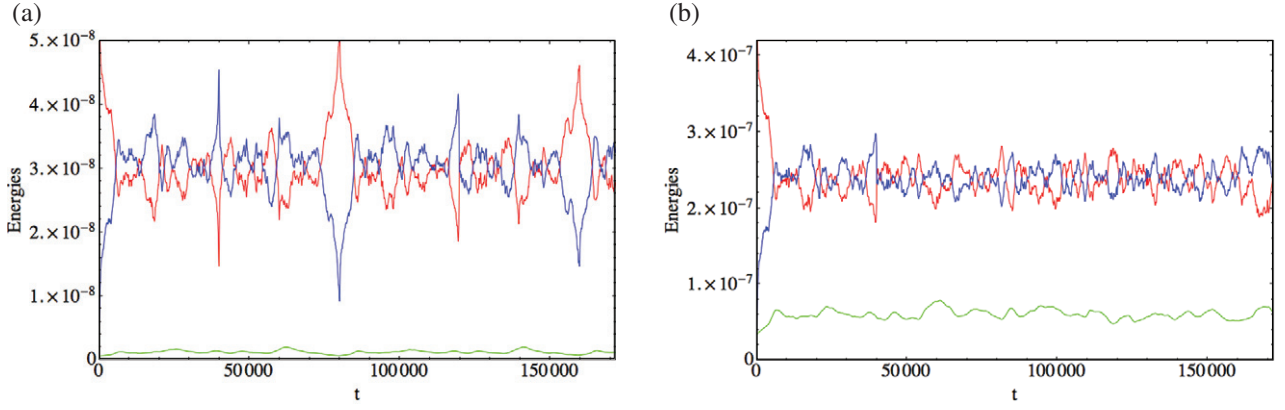 (a)
5.×10⁻⁸
4.×10⁻⁸
3.×10⁻⁸
2.×10⁻⁸
1.×10⁻⁸
0
Energies
0 50000 100000 150000
t
(b)
4.×10⁻⁷
3.×10⁻⁷
2.×10⁻⁷
1.×10⁻⁷
0
Energies
0 50000 100000 150000
t